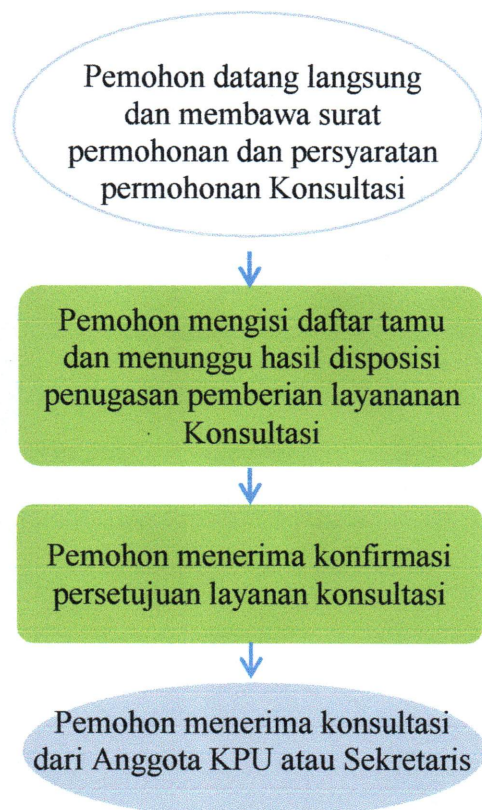 Pemohon datang langsung
dan membawa surat
permohonan dan persyaratan
permohonan Konsultasi
Pemohon mengisi daftar tamu
dan menunggu hasil disposisi
penugasan pemberian layananan
Konsultasi
Pemohon menerima konfirmasi
persetujuan layanan konsultasi
Pemohon menerima konsultasi
dari Anggota KPU atau Sekretaris